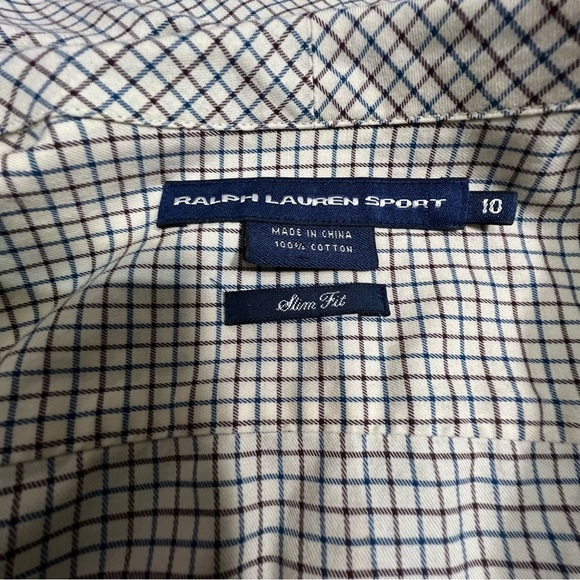 RALPH LAUREN SPORT 10
MADE IN CHINA
100% COTTON
Slim Fit